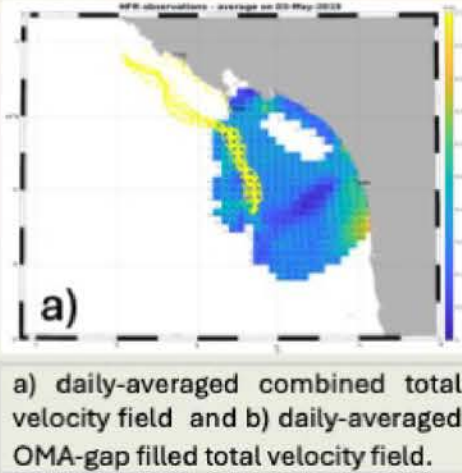 HFR observations - average on 03-May-2018
a)
a) daily-averaged combined total
velocity field and b) daily-averaged
OMA-gap filled total velocity field.